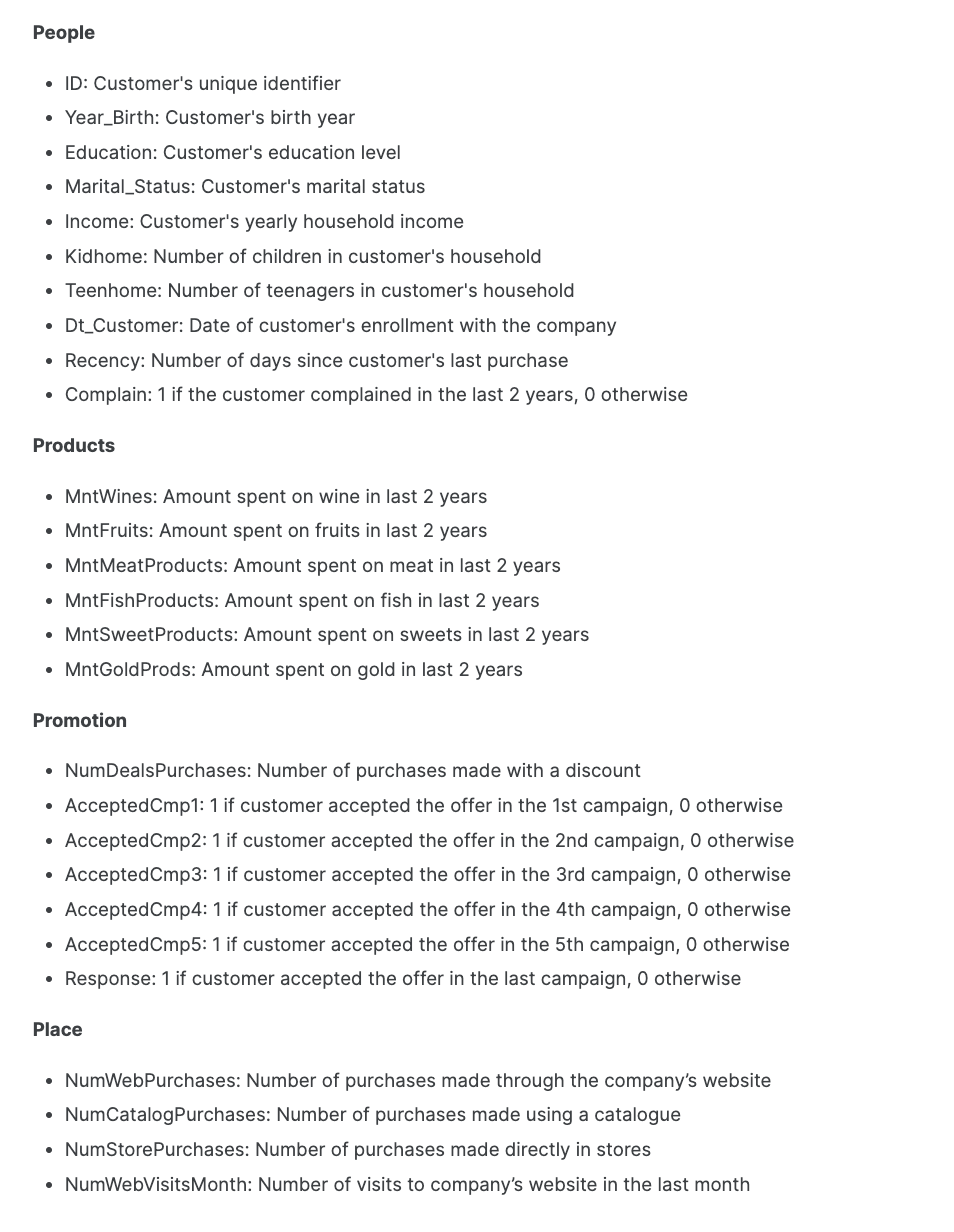 People
• ID: Customer's unique identifier
• Year_Birth: Customer's birth year
• Education: Customer's education level
• Marital_Status: Customer's marital status
• Income: Customer's yearly household income
• Kidhome: Number of children in customer's household
• Teenhome: Number of teenagers in customer's household
• Dt_Customer: Date of customer's enrollment with the company
• Recency: Number of days since customer's last purchase
• Complain: 1 if the customer complained in the last 2 years, 0 otherwise
Products
• MntWines: Amount spent on wine in last 2 years
• MntFruits: Amount spent on fruits in last 2 years
• MntMeatProducts: Amount spent on meat in last 2 years
• MntFishProducts: Amount spent on fish in last 2 years
• MntSweetProducts: Amount spent on sweets in last 2 years
• MntGoldProds: Amount spent on gold in last 2 years
Promotion
• NumDealsPurchases: Number of purchases made with a discount
• AcceptedCmp1: 1 if customer accepted the offer in the 1st campaign, 0 otherwise
• AcceptedCmp2: 1 if customer accepted the offer in the 2nd campaign, 0 otherwise
• AcceptedCmp3: 1 if customer accepted the offer in the 3rd campaign, 0 otherwise
• AcceptedCmp4: 1 if customer accepted the offer in the 4th campaign, 0 otherwise
• AcceptedCmp5: 1 if customer accepted the offer in the 5th campaign, 0 otherwise
• Response: 1 if customer accepted the offer in the last campaign, 0 otherwise
Place
• NumWebPurchases: Number of purchases made through the company’s website
• NumCatalogPurchases: Number of purchases made using a catalogue
• NumStorePurchases: Number of purchases made directly in stores
• NumWebVisitsMonth: Number of visits to company’s website in the last month